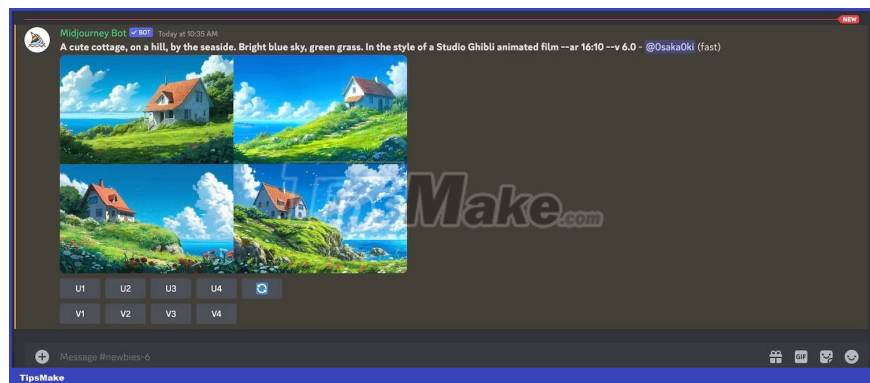 NEW
Midjourney Bot ✓ BOT Today at 10:35 AM
A cute cottage, on a hill, by the seaside. Bright blue sky, green grass. In the style of a Studio Ghibli animated film --ar 16:10 --v 6.0 - @0saka0ki (fast)
TipsMake.com
U1 U2 U3 U4
V1 V2 V3 V4
Message #newbies-6
GIF
TipsMake